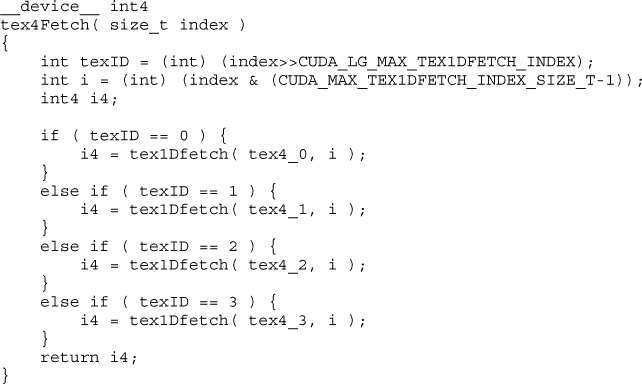 __device__ int4
tex4Fetch( size_t index )
{
    int texID = (int) (index>>CUDA_LG_MAX_TEX1DFETCH_INDEX);
    int i = (int) (index & (CUDA_MAX_TEX1DFETCH_INDEX_SIZE_T-1));
    int4 i4;

    if ( texID == 0 ) {
        i4 = tex1Dfetch( tex4_0, i );
    }
    else if ( texID == 1 ) {
        i4 = tex1Dfetch( tex4_1, i );
    }
    else if ( texID == 2 ) {
        i4 = tex1Dfetch( tex4_2, i );
    }
    else if ( texID == 3 ) {
        i4 = tex1Dfetch( tex4_3, i );
    }
    return i4;
}